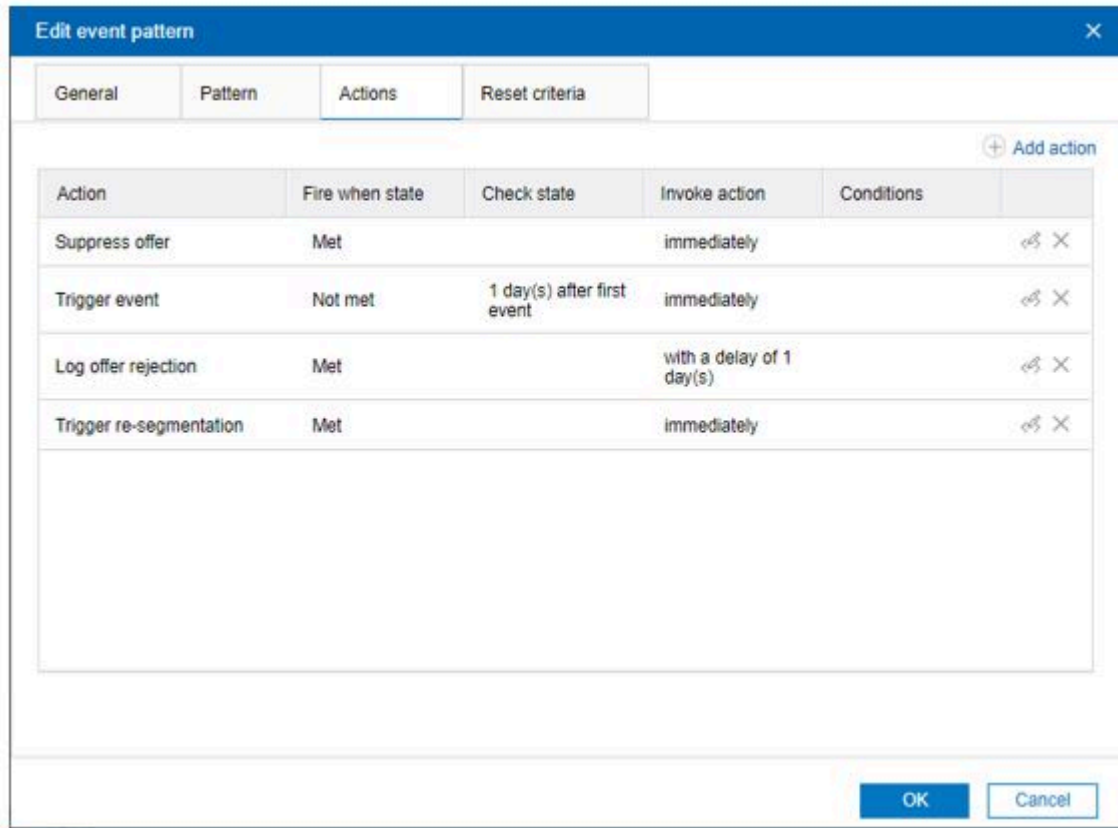 Edit event pattern
General Pattern Actions Reset criteria
Add action
Action Fire when state Check state Invoke action Conditions
Suppress offer Met immediately
Trigger event Not met 1 day(s) after first event immediately
Log offer rejection Met with a delay of 1 day(s)
Trigger re-segmentation Met immediately
OK Cancel